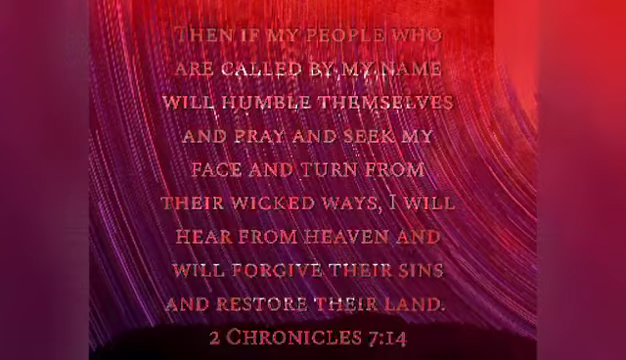 Then if my people who
are called by my name
will humble themselves
and pray and seek my
face and turn from
their wicked ways, I will
hear from heaven and
will forgive their sins
and restore their land.
2 Chronicles 7:14